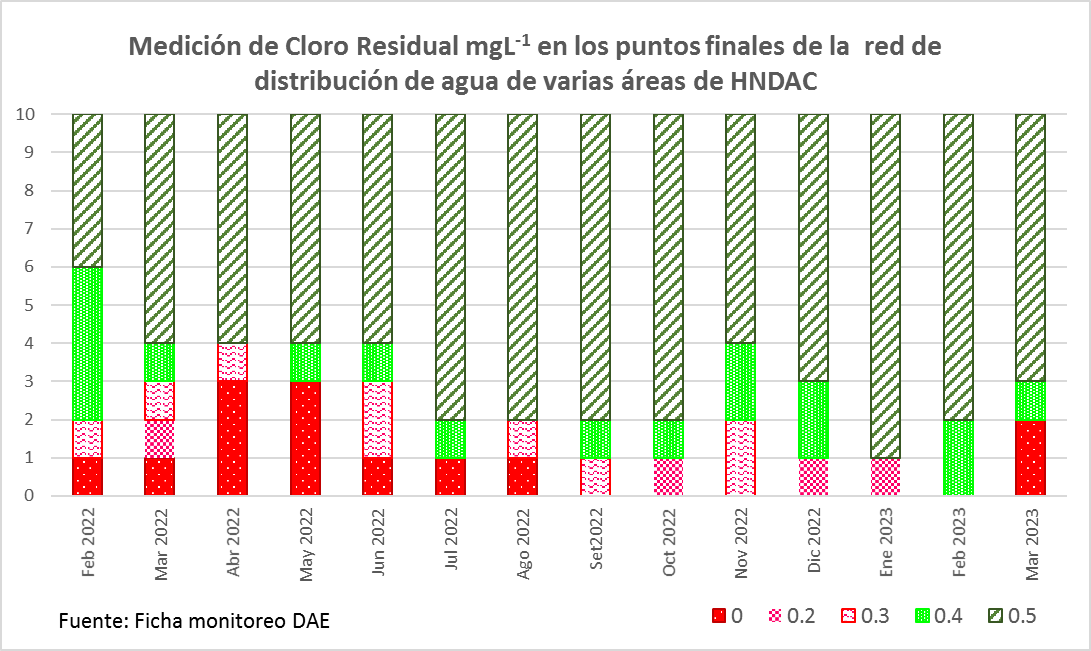 Medición de Cloro Residual mgL-1 en los puntos finales de la red de
distribución de agua de varias áreas de HNDAC
10
9
8
7
6
5
4
3
2
1
0
Feb 2022
Mar 2022
Abr 2022
May 2022
Jun 2022
Jul 2022
Ago 2022
Set2022
Oct 2022
Nov 2022
Dic 2022
Ene 2023
Feb 2023
Mar 2023
Fuente: Ficha monitoreo DAE
0 0.2 0.3 0.4 0.5